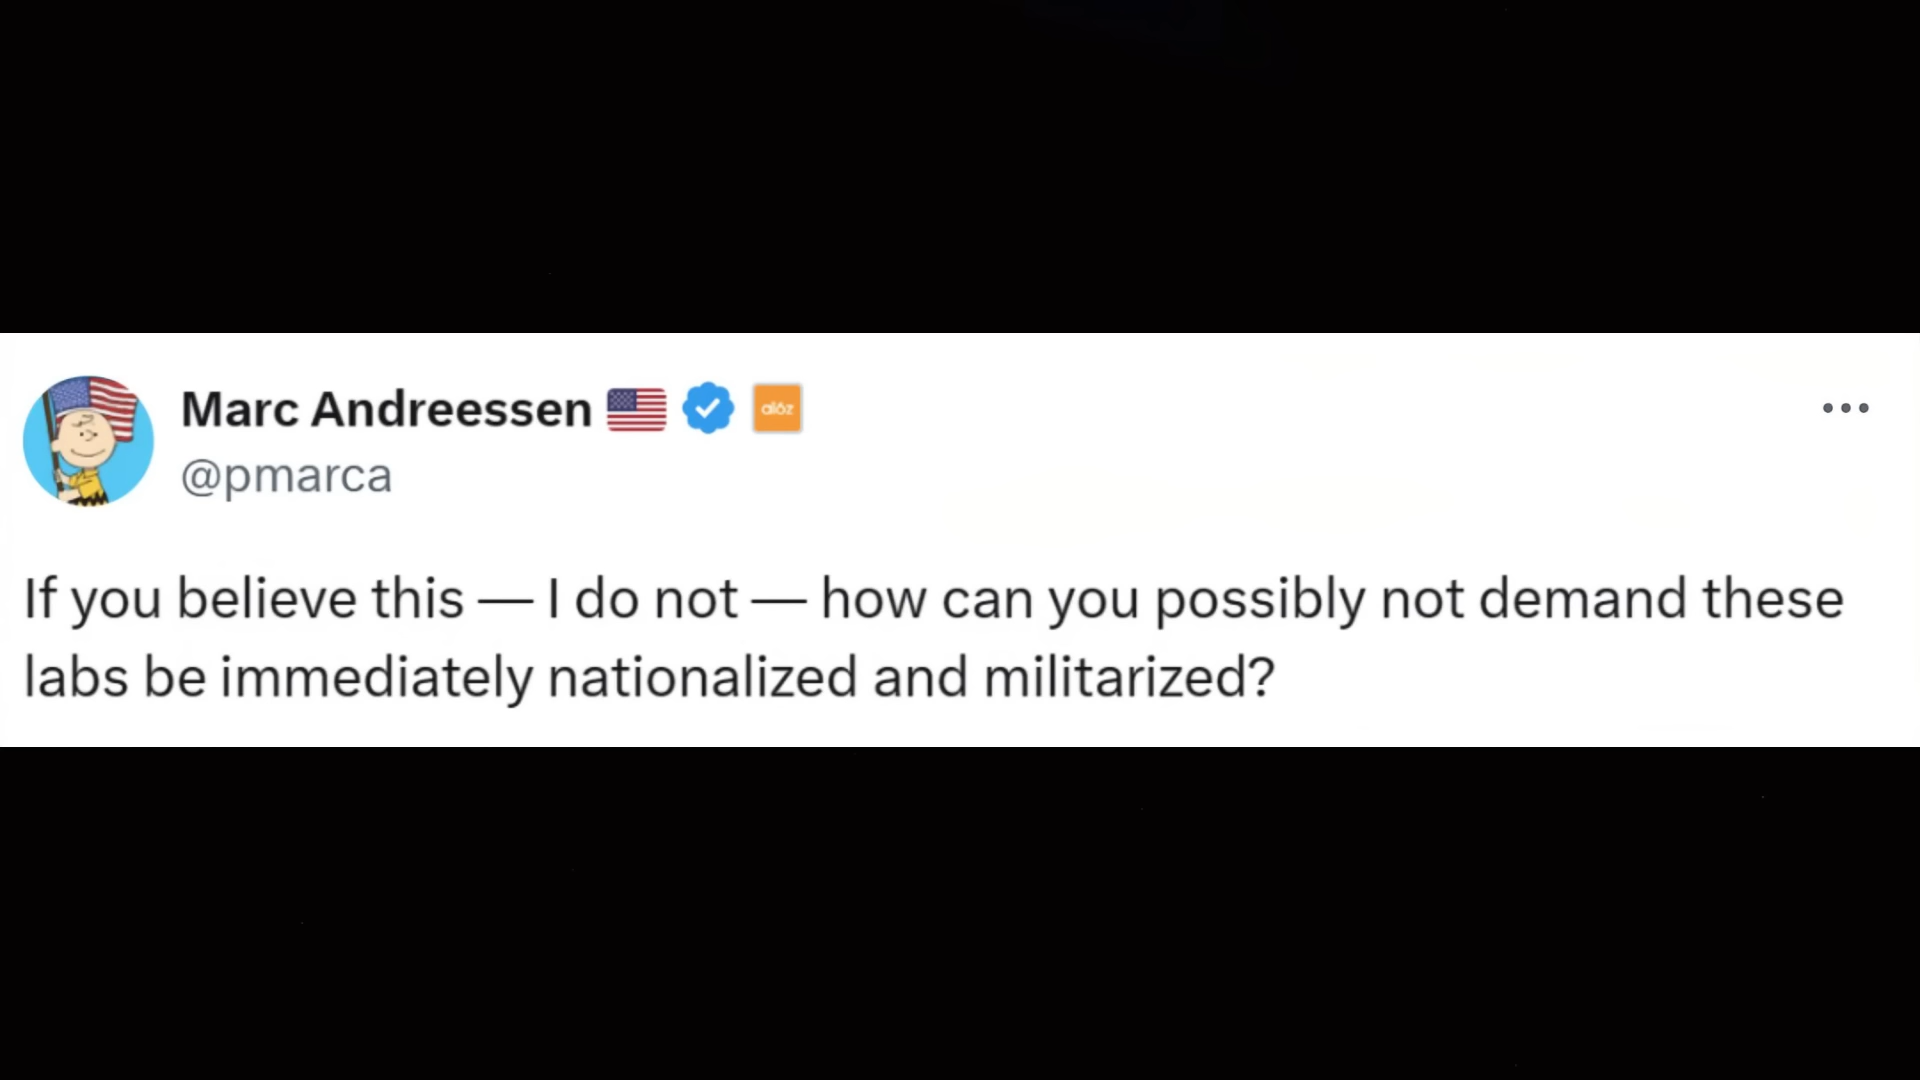 Marc Andreessen
@pmarca
If you believe this — I do not — how can you possibly not demand these
labs be immediately nationalized and militarized?